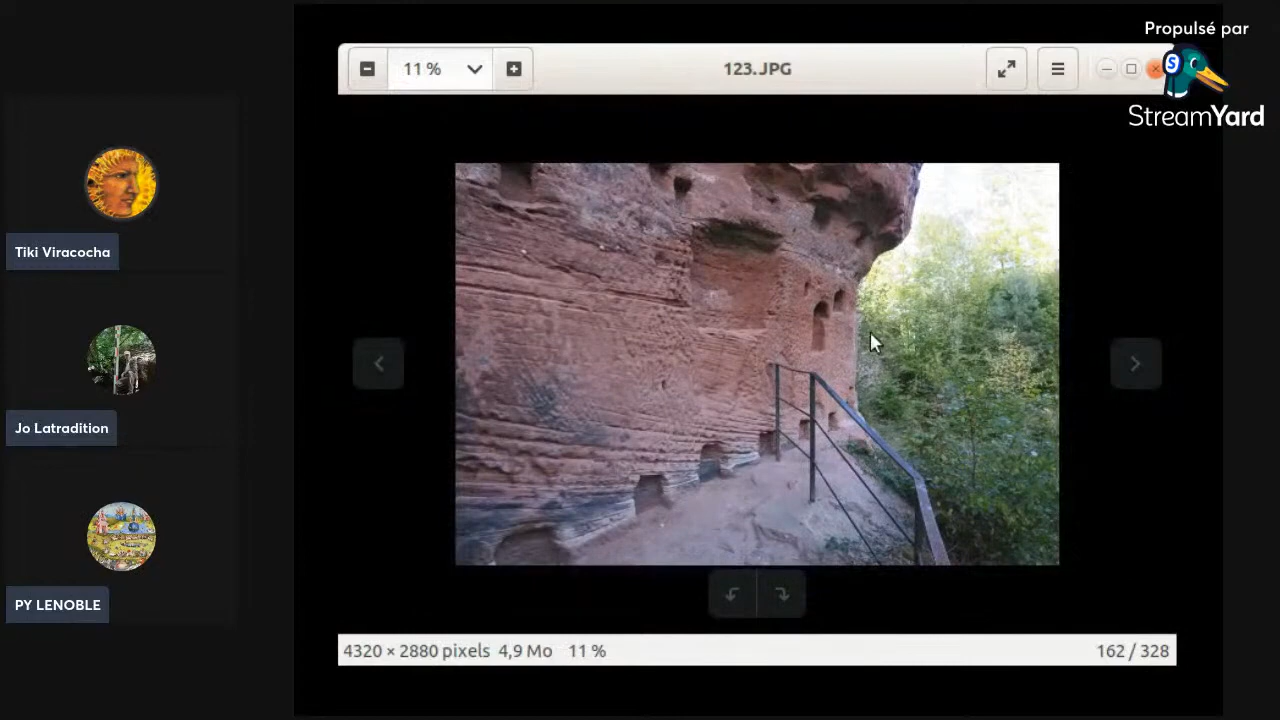 Propulsé par
StreamYard
11 %
123.JPG
Tiki Viracocha
Jo Latradition
PY LENOBLE
4320 × 2880 pixels 4,9 Mo 11 %
162 / 328